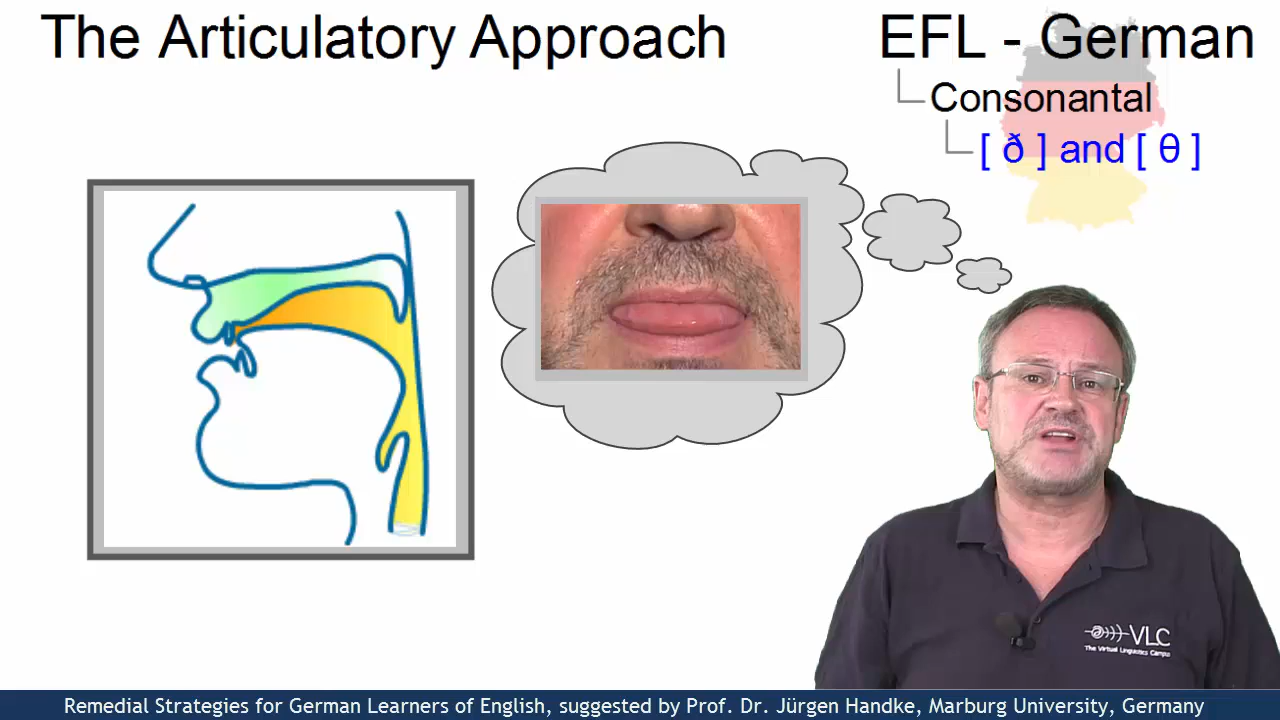 The Articulatory Approach
EFL - German
Consonantal
[ ð ] and [ θ ]
VLC
The Virtual Linguistics Campus
Remedial Strategies for German Learners of English, suggested by Prof. Dr. Jürgen Handke, Marburg University, Germany